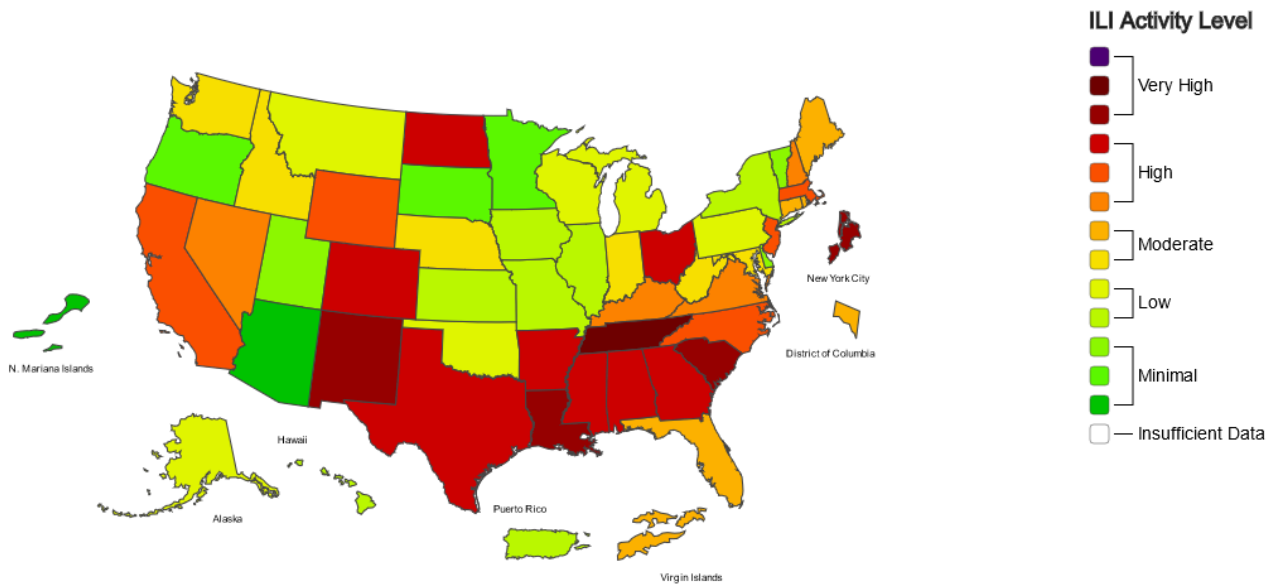 ILI Activity Level
Very High
High
Moderate
Low
Minimal
Insufficient Data
New York City
District of Columbia
N. Mariana Islands
Hawaii
Alaska
Puerto Rico
Virgin Islands